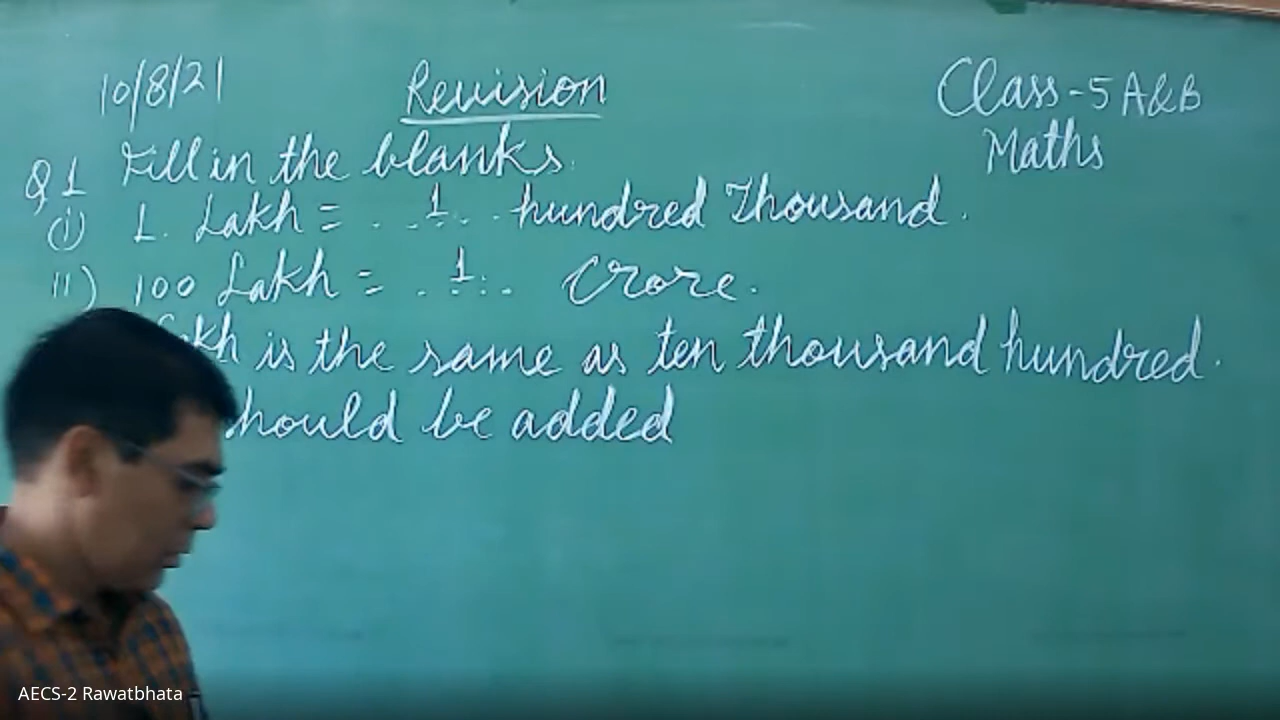 10/8/21 Revision Class-5 A&B
Maths
Q1 Fill in the blanks.
(i) 1. Lakh = . . 1 . . . hundred Thousand.
ii) 100 Lakh = . . 1 . . . Crore.
Lakh is the same as ten thousand hundred.
should be added
AECS-2 Rawatbhata